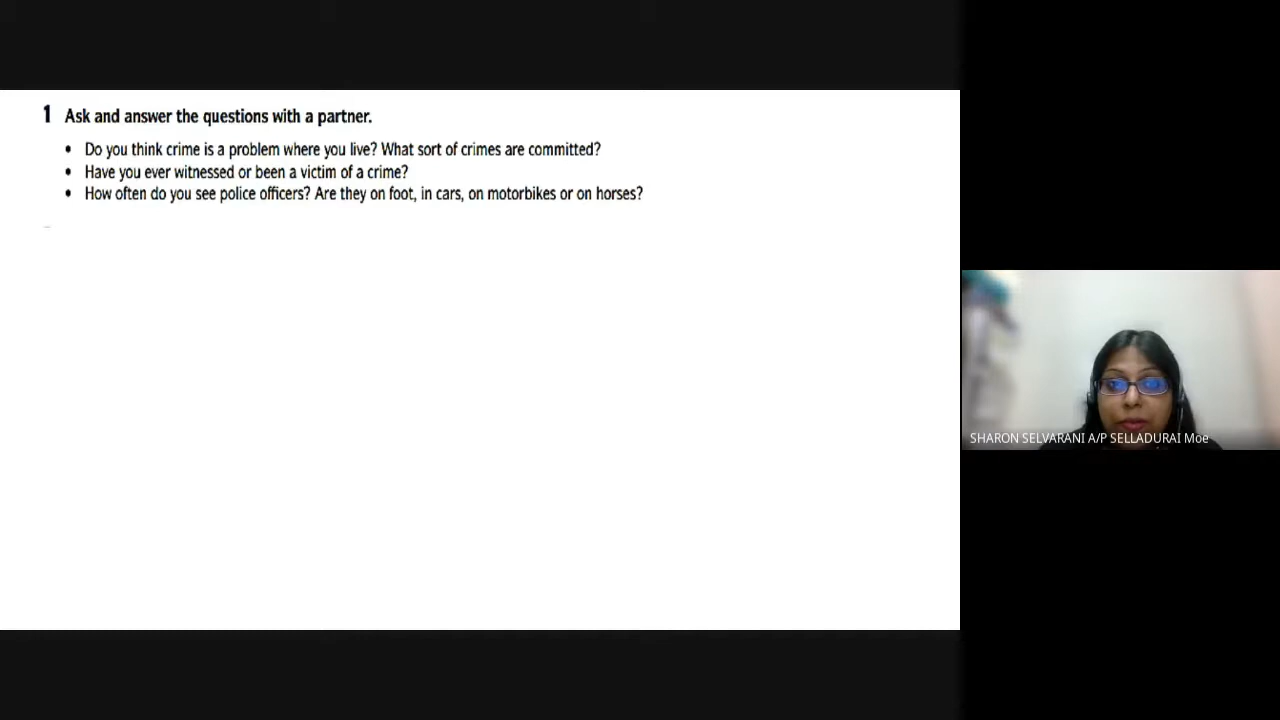 1 Ask and answer the questions with a partner.
• Do you think crime is a problem where you live? What sort of crimes are committed?
• Have you ever witnessed or been a victim of a crime?
• How often do you see police officers? Are they on foot, in cars, on motorbikes or on horses?
SHARON SELVARANI A/P SELLADURAI Moe